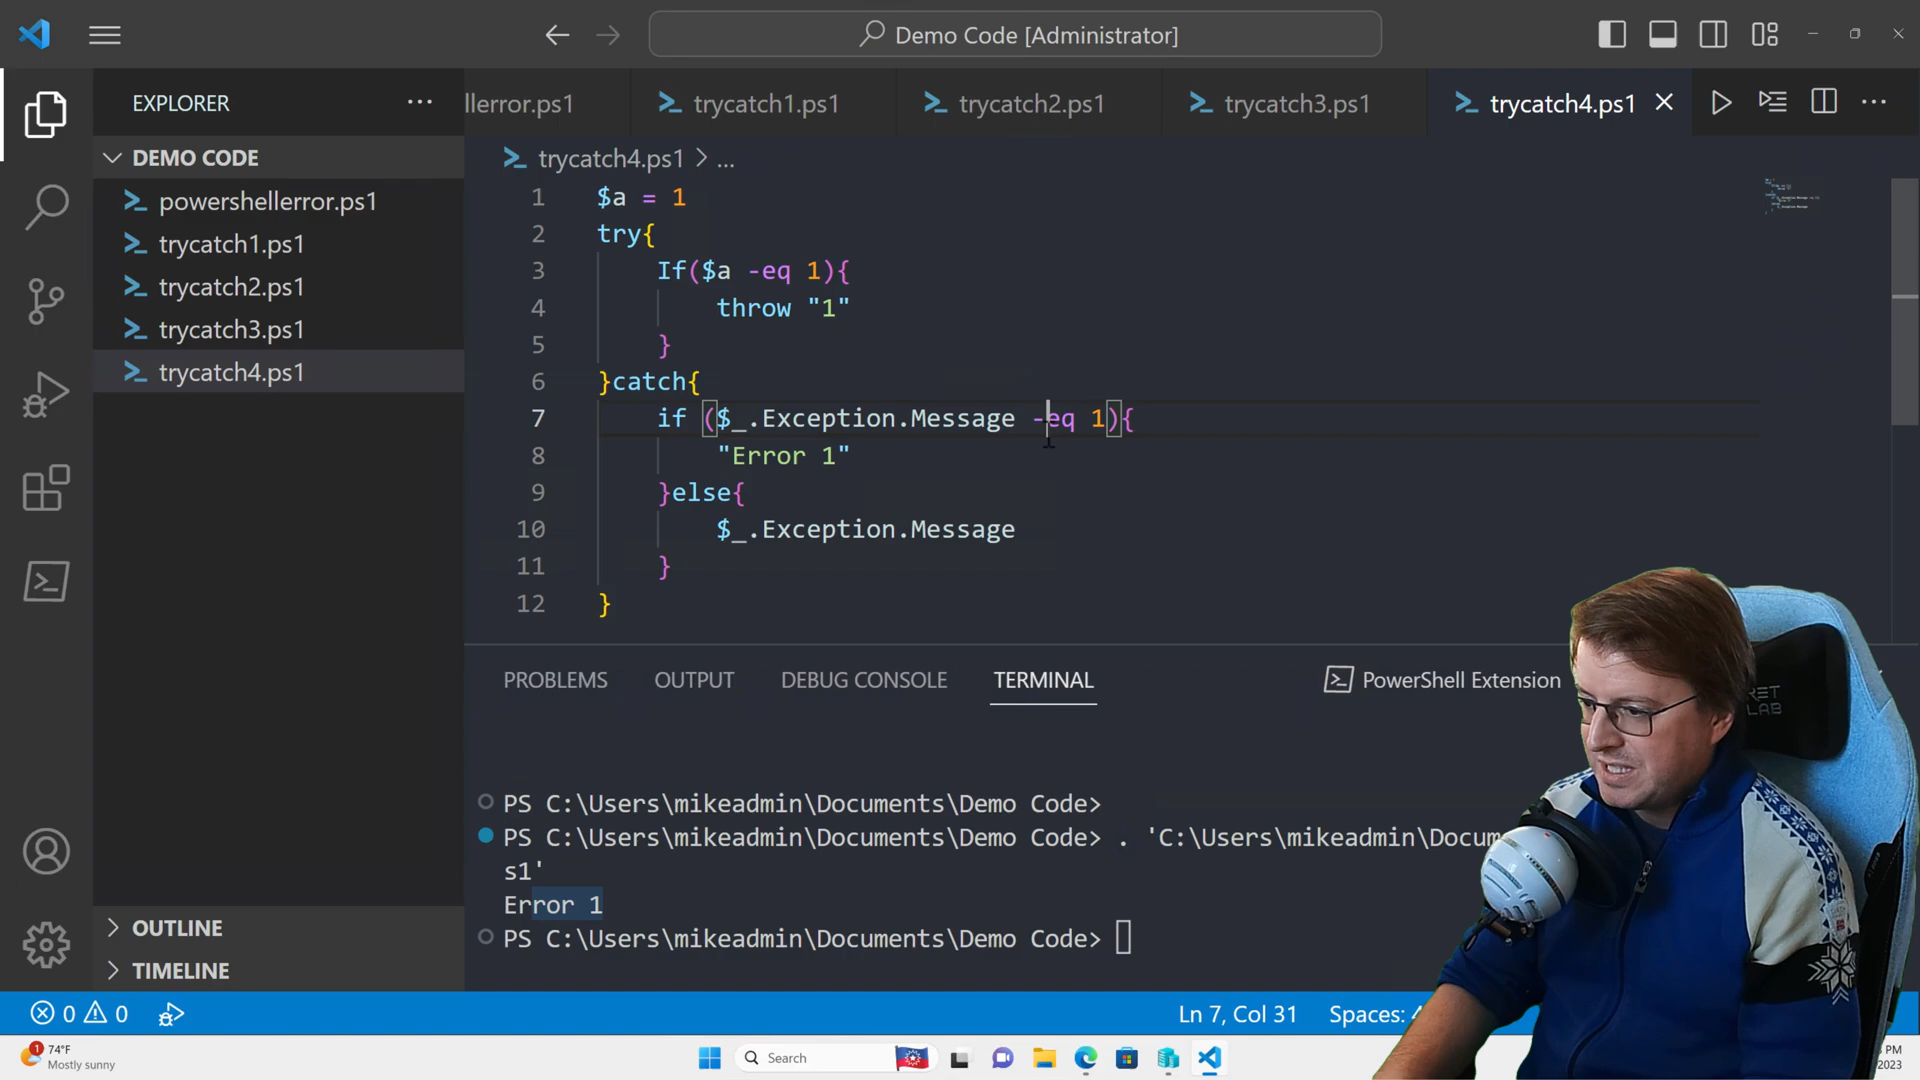 Demo Code [Administrator]
EXPLORER
DEMO CODE
powershellerror.ps1
trycatch1.ps1
trycatch2.ps1
trycatch3.ps1
trycatch4.ps1
OUTLINE
TIMELINE
llerror.ps1
trycatch1.ps1
trycatch2.ps1
trycatch3.ps1
trycatch4.ps1
trycatch4.ps1 > ...
1 $a = 1
2 try{
3 If($a -eq 1){
4 throw "1"
5 }
6 }catch{
7 if ($_.Exception.Message -eq 1){
8 "Error 1"
9 }else{
10 $_.Exception.Message
11 }
12 }
PROBLEMS OUTPUT DEBUG CONSOLE TERMINAL PowerShell Extension
PS C:\Users\mikeadmin\Documents\Demo Code>
PS C:\Users\mikeadmin\Documents\Demo Code> . 'C:\Users\mikeadmin\Docum
s1'
Error 1
PS C:\Users\mikeadmin\Documents\Demo Code>
0 0 Ln 7, Col 31 Spaces:
1 74°F
Mostly sunny
Search
PM
2023